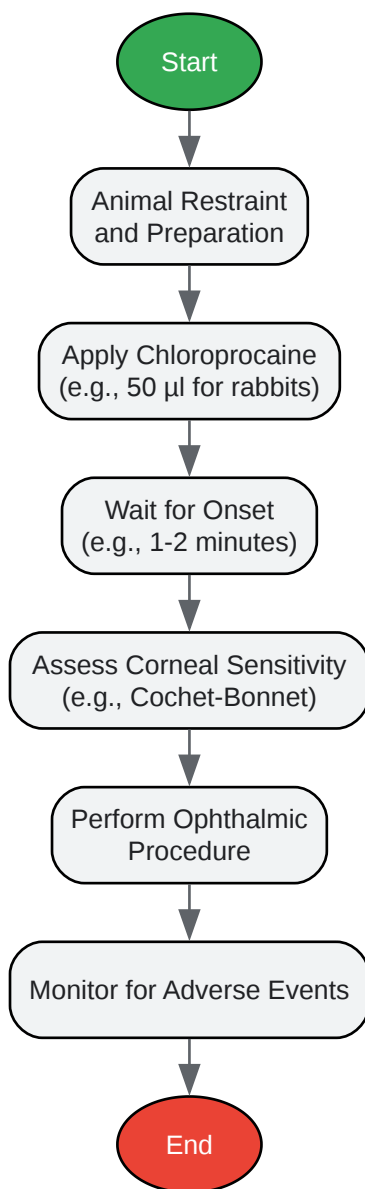 Start
Animal Restraint
and Preparation
Apply Chloroprocaine
(e.g., 50 µl for rabbits)
Wait for Onset
(e.g., 1-2 minutes)
Assess Corneal Sensitivity
(e.g., Cochet-Bonnet)
Perform Ophthalmic
Procedure
Monitor for Adverse Events
End